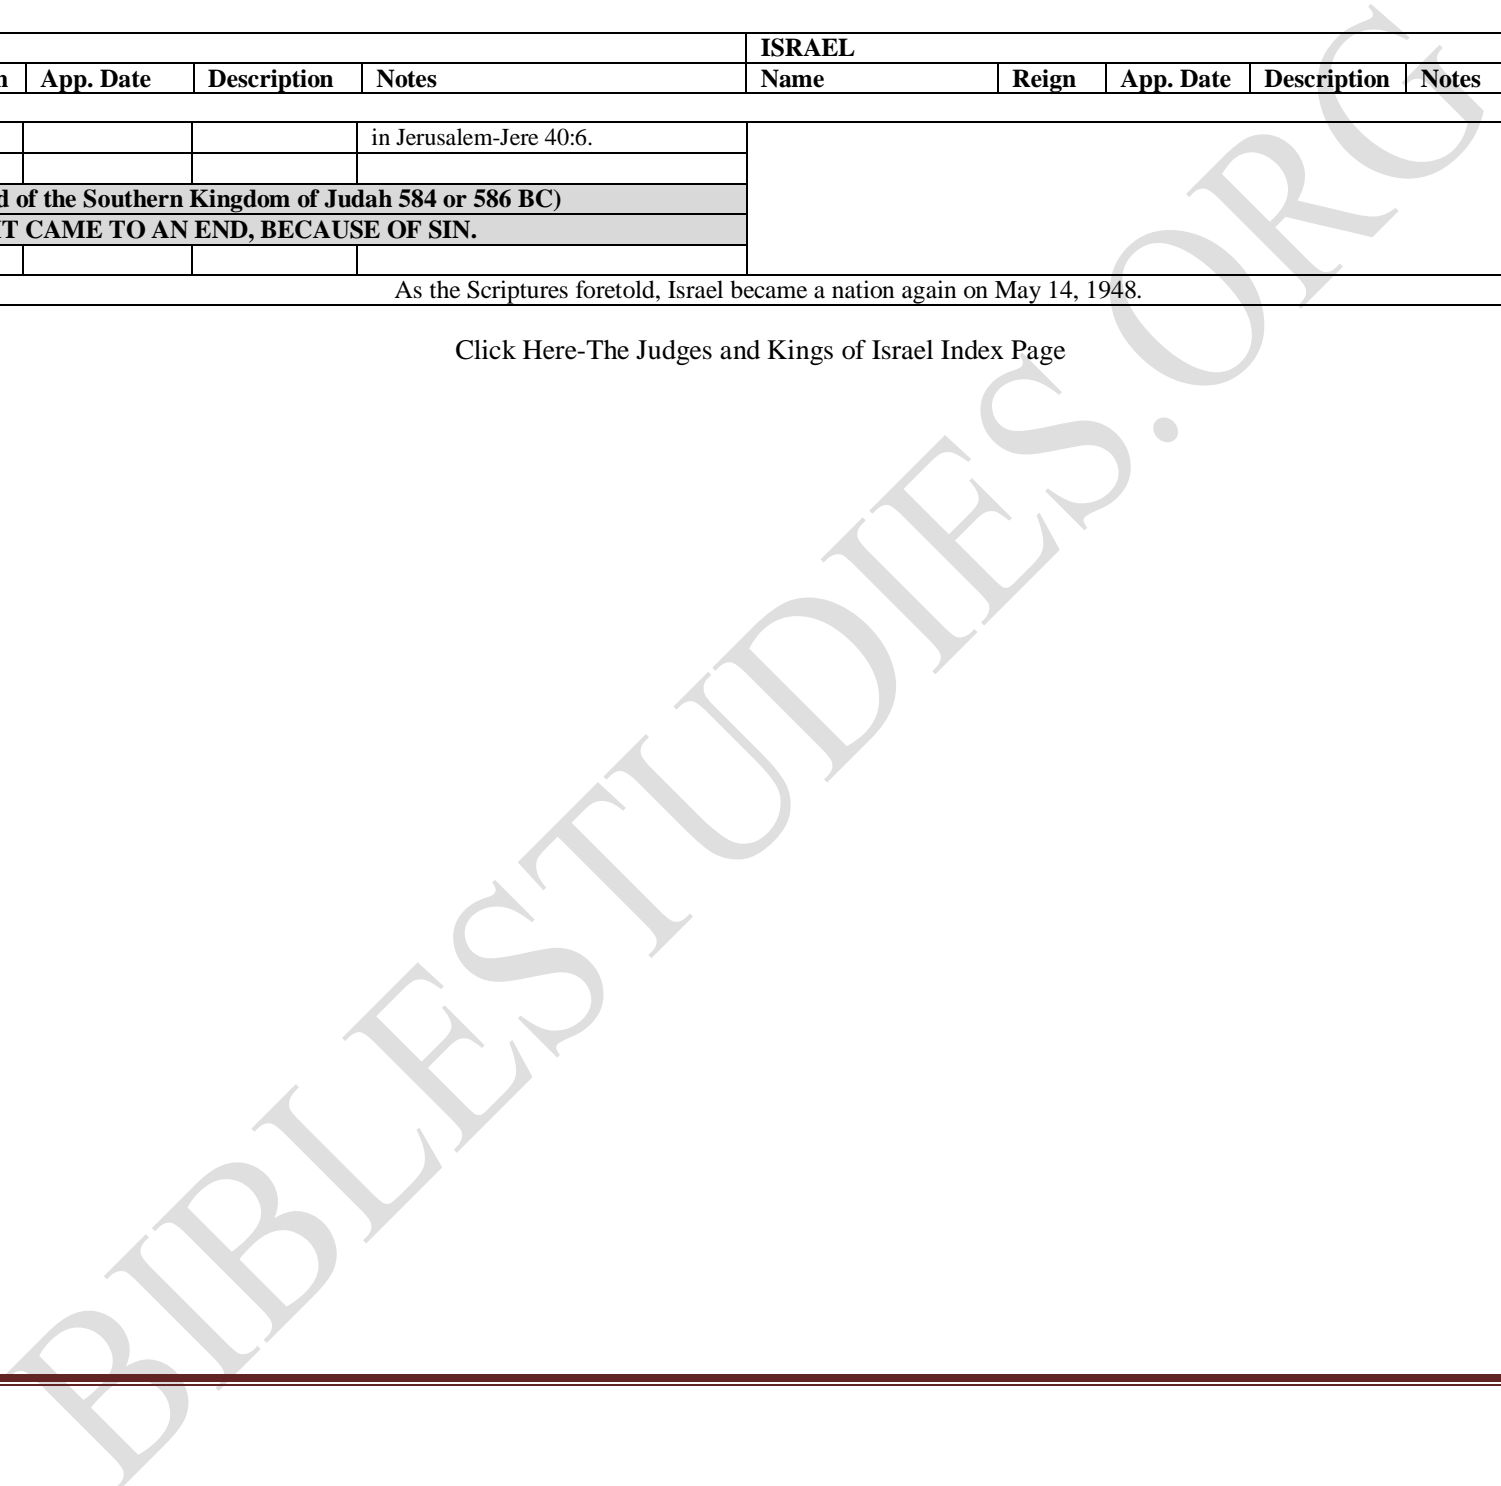 ISRAEL
App. Date Description Notes Name Reign App. Date Description Notes
in Jerusalem-Jere 40:6.
of the Southern Kingdom of Judah 584 or 586 BC)
CAME TO AN END, BECAUSE OF SIN.
As the Scriptures foretold, Israel became a nation again on May 14, 1948.
Click Here-The Judges and Kings of Israel Index Page
BIBLESTUDIES.ORG